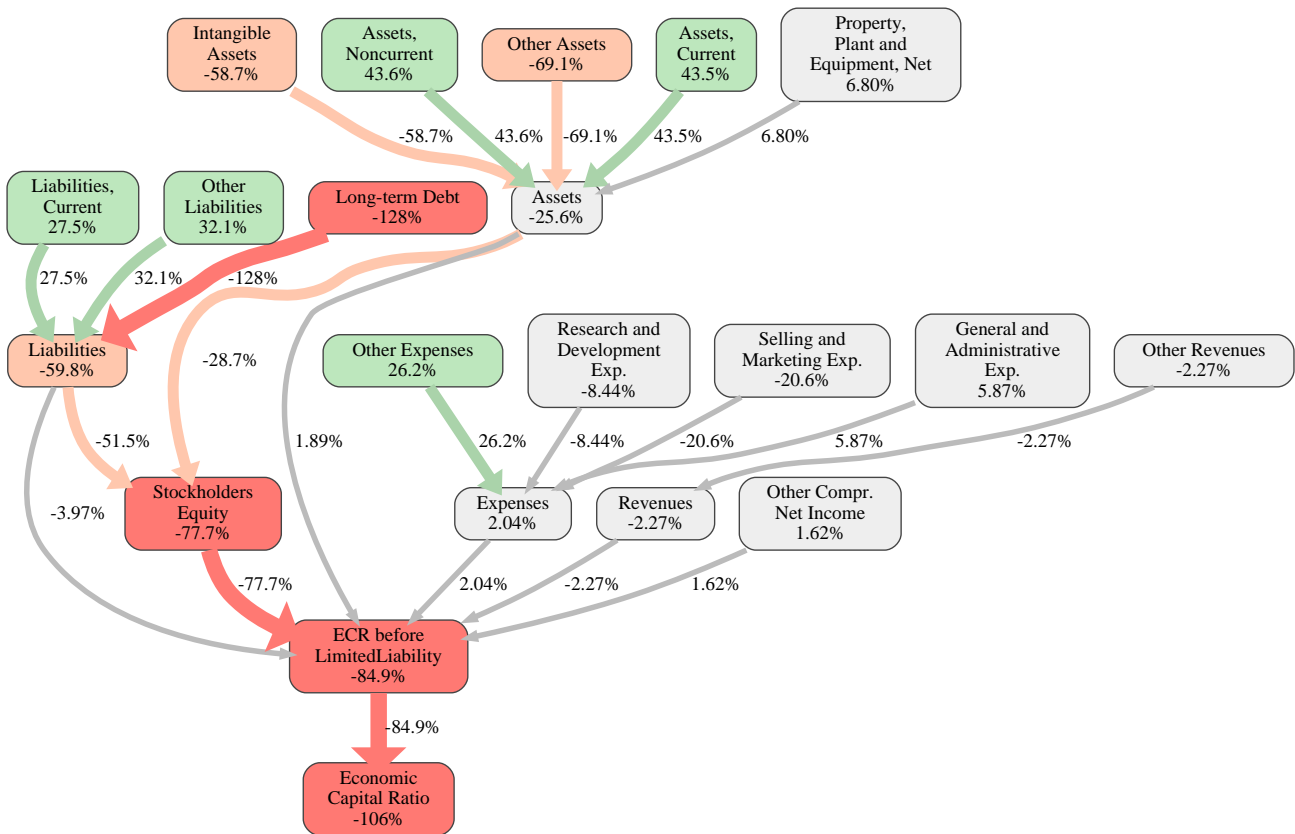 Intangible
Assets
-58.7%
Assets,
Noncurrent
43.6%
Other Assets
-69.1%
Assets,
Current
43.5%
Property,
Plant and
Equipment, Net
6.80%
-58.7%
43.6%
-69.1%
43.5%
6.80%
Liabilities,
Current
27.5%
Other
Liabilities
32.1%
Long-term Debt
-128%
Assets
-25.6%
27.5%
32.1%
-128%
Liabilities
-59.8%
-28.7%
Other Expenses
26.2%
Research and
Development
Exp.
-8.44%
Selling and
Marketing Exp.
-20.6%
General and
Administrative
Exp.
5.87%
Other Revenues
-2.27%
-51.5%
1.89%
26.2%
-8.44%
-20.6%
5.87%
-2.27%
-3.97%
Stockholders
Equity
-77.7%
Expenses
2.04%
Revenues
-2.27%
Other Compr.
Net Income
1.62%
-77.7%
2.04%
-2.27%
1.62%
ECR before
LimitedLiability
-84.9%
-84.9%
Economic
Capital Ratio
-106%